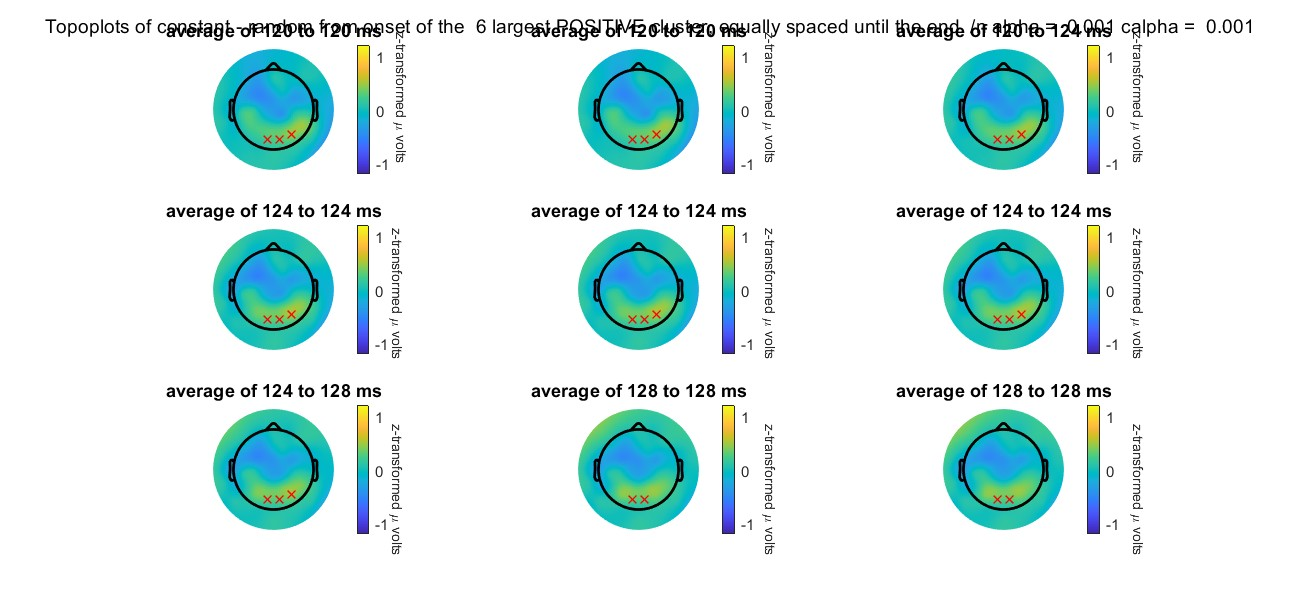 Topoplots of constant - random from onset of the 6 largest POSITIVE cluster, equally spaced until the end. /n alpha = 0.001 calpha = 0.001
average of 120 to 120 ms average of 120 to 120 ms average of 120 to 124 ms
1 1 1
0 0 0
-1 -1 -1
z-transformed μ volts z-transformed μ volts z-transformed μ volts
average of 124 to 124 ms average of 124 to 124 ms average of 124 to 124 ms
1 1 1
0 0 0
-1 -1 -1
z-transformed μ volts z-transformed μ volts z-transformed μ volts
average of 124 to 128 ms average of 128 to 128 ms average of 128 to 128 ms
1 1 1
0 0 0
-1 -1 -1
z-transformed μ volts z-transformed μ volts z-transformed μ volts